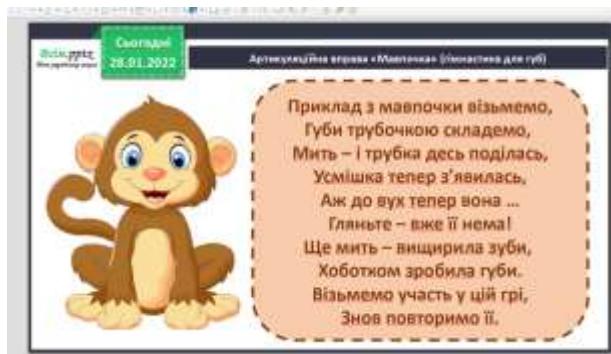 Сьогодні
28.01.2022
Артикуляційна вправа «Мавпочка» (гімнастика для губ)
Приклад з мавпочки візьмемо,
Губи трубочкою складемо,
Мить – і трубка десь поділась,
Усмішка тепер з'явилась,
Аж до вух тепер вона ...
Гляньте – вже її нема!
Ще мить – вищирила зуби,
Хоботком зробила губи.
Візьмемо участь у цій грі,
Знов повторимо її.